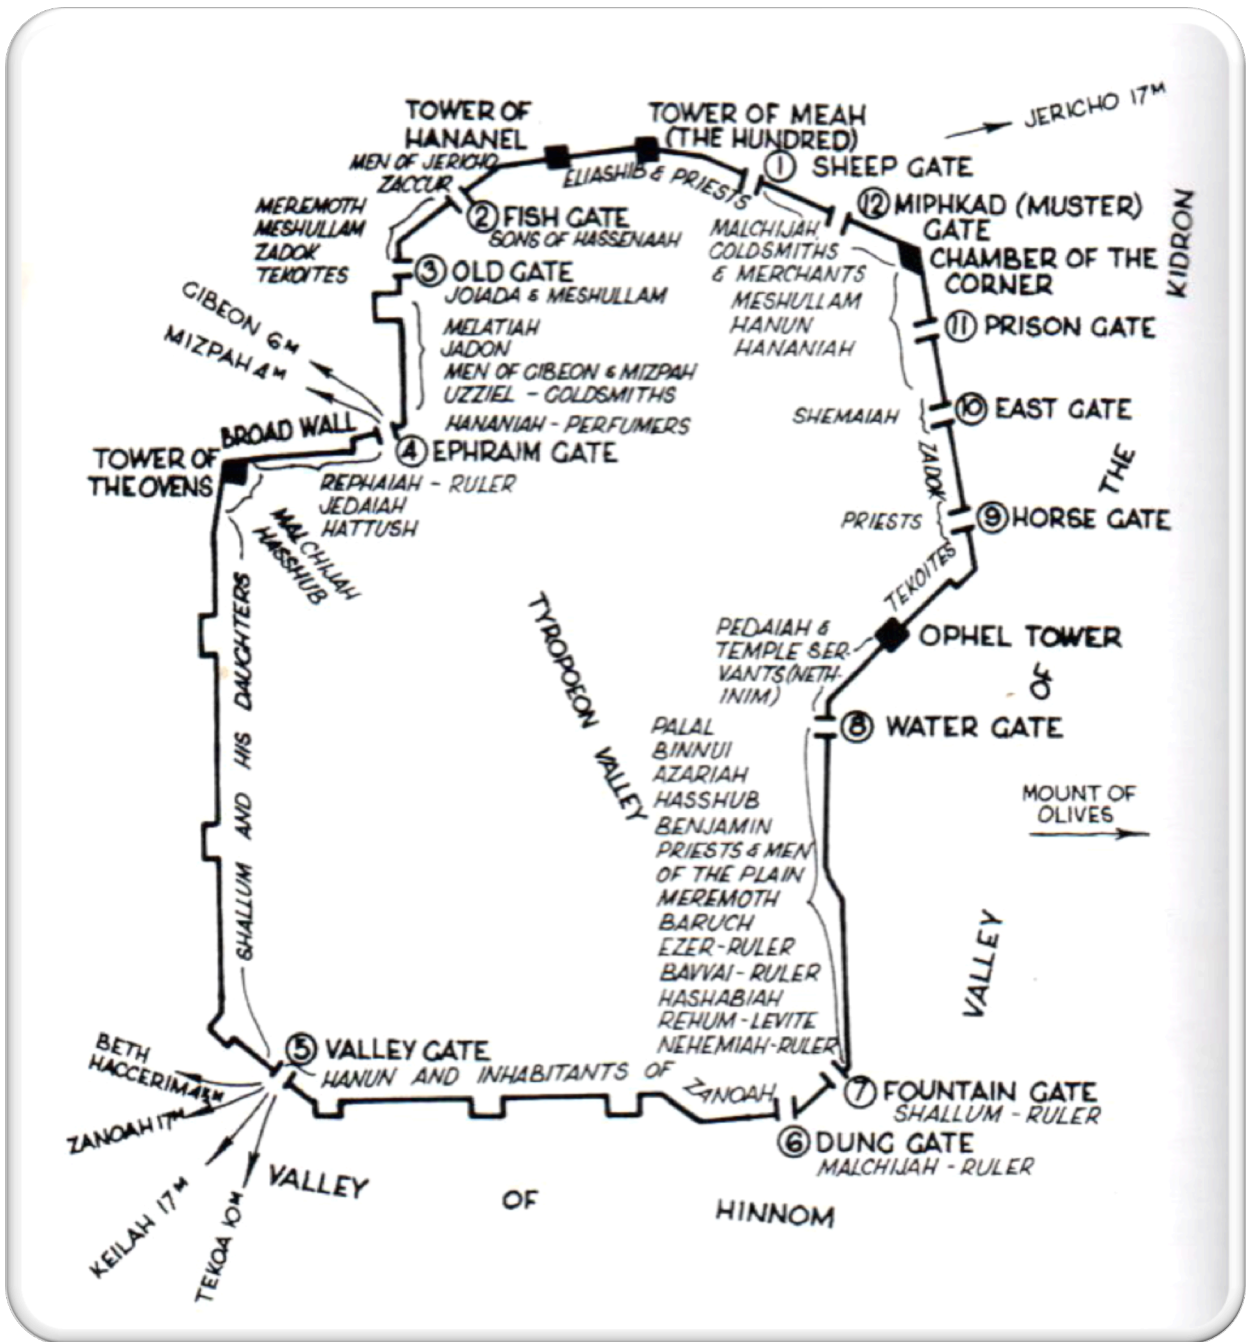 TOWER OF
HANANEL
TOWER OF MEAH
(THE HUNDRED)
JERICHO 17M
MEN OF JERICHO
ZACCUR
ELIASHIB & PRIESTS
① SHEEP GATE
MEREMOTH
MESHULLAM
ZADOK
TEKOITES
② FISH GATE
SONS OF HASSENAAH
⑫ MIPHKAD (MUSTER)
GATE
MALCHIJAH
GOLDSMITHS
& MERCHANTS
MESHULLAM
HANUN
HANANIAH
CHAMBER OF THE
CORNER
KIDRON
③ OLD GATE
JOIADA & MESHULLAM
MELATIAH
JADON
MEN OF GIBEON & MIZPAH
UZZIEL - GOLDSMITHS
HANANIAH - PERFUMERS
GIBEON 6M
MIZPAH 4M
⑪ PRISON GATE
⑩ EAST GATE
SHEMAIAH
ZADOK
THE
BROAD WALL
④ EPHRAIM GATE
TOWER OF
THE OVENS
REPHAIAH - RULER
JEDAIAH
HATTUSH
MALCHIJAH
HASSHUB
PRIESTS
⑨ HORSE GATE
TEKOITES
SHALLUM AND HIS DAUGHTERS
TYROPOEON VALLEY
PEDAIAH &
TEMPLE SER-
VANTS (NETH-
INIM)
OPHEL TOWER
OF
⑧ WATER GATE
PALAL
BINNUI
AZARIAH
HASSHUB
BENJAMIN
PRIESTS & MEN
OF THE PLAIN
MEREMOTH
BARUCH
EZER-RULER
BAVVAI-RULER
HASHABIAH
REHUM-LEVITE
NEHEMIAH-RULER
MOUNT OF
OLIVES
VALLEY
⑤ VALLEY GATE
HANUN AND INHABITANTS OF ZANOAH
BETH
HACCERIM
ZANOAH 17M
KEILAH 17M
TEKOA 10M
⑦ FOUNTAIN GATE
SHALLUM - RULER
⑥ DUNG GATE
MALCHIJAH - RULER
VALLEY OF HINNOM